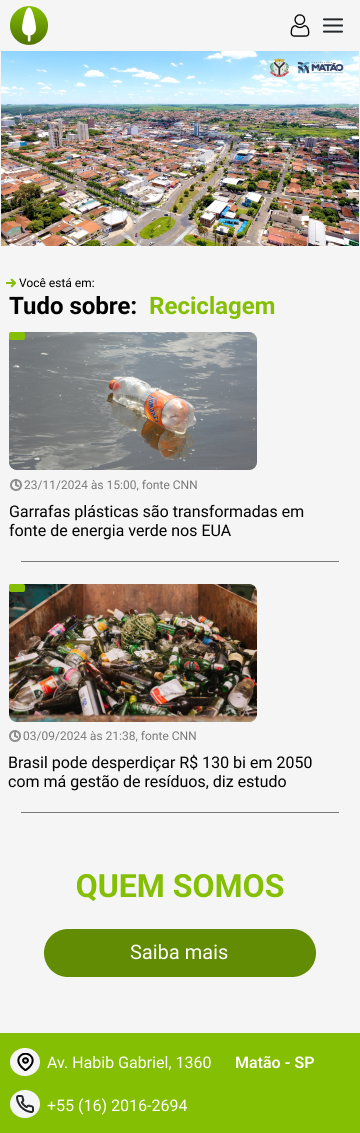 MATÃO
Você está em:
Tudo sobre: Reciclagem
23/11/2024 às 15:00, fonte CNN
Garrafas plásticas são transformadas em
fonte de energia verde nos EUA
03/09/2024 às 21:38, fonte CNN
Brasil pode desperdiçar R$ 130 bi em 2050
com má gestão de resíduos, diz estudo
QUEM SOMOS
Saiba mais
Av. Habib Gabriel, 1360 Matão - SP
+55 (16) 2016-2694